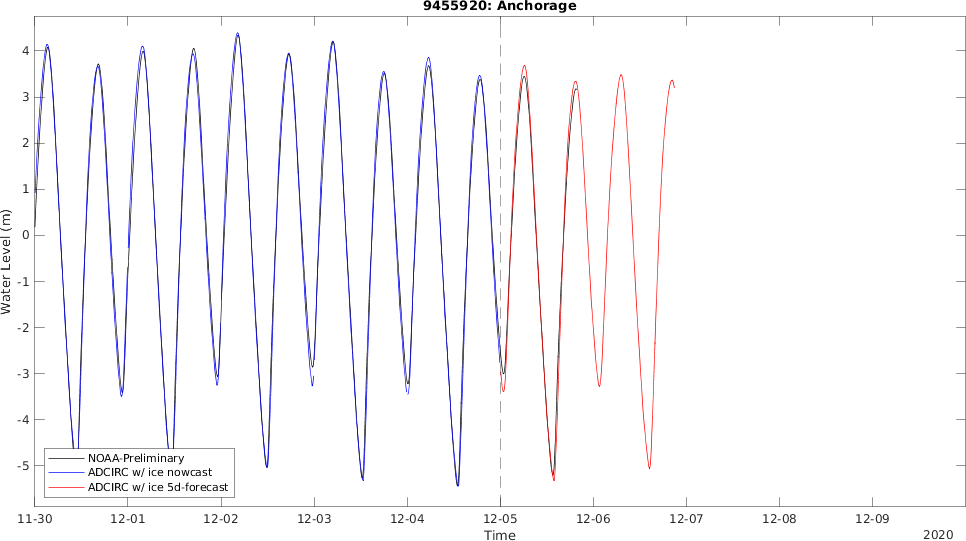 9455920: Anchorage
4
3
2
1
0
-1
-2
-3
-4
-5
Water Level (m)
NOAA-Preliminary
ADCIRC w/ ice nowcast
ADCIRC w/ ice 5d-forecast
11-30 12-01 12-02 12-03 12-04 12-05 12-06 12-07 12-08 12-09
Time
2020